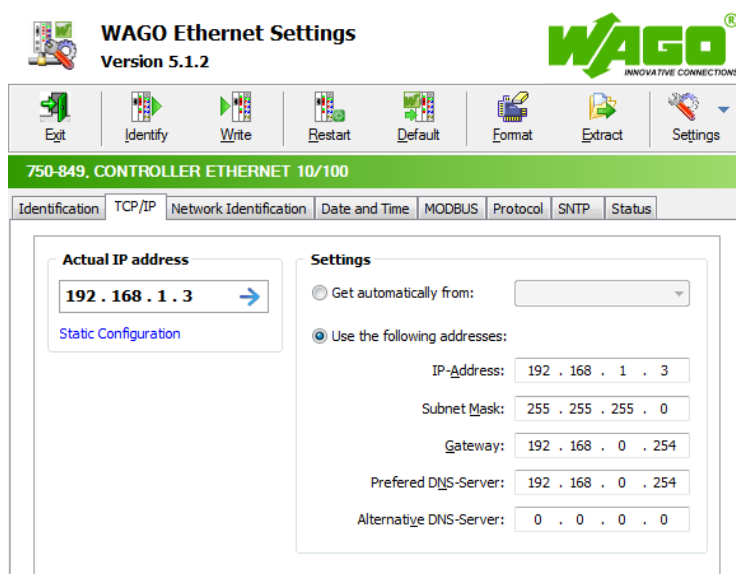 WAGO Ethernet Settings
Version 5.1.2
WAGO®
INNOVATIVE CONNECTIONS
Exit Identify Write Restart Default Format Extract Settings
750-849, CONTROLLER ETHERNET 10/100
Identification TCP/IP Network Identification Date and Time MODBUS Protocol SNTP Status
Actual IP address
192 . 168 . 1 . 3
Static Configuration
Settings
Get automatically from:
Use the following addresses:
IP-Address: 192 . 168 . 1 . 3
Subnet Mask: 255 . 255 . 255 . 0
Gateway: 192 . 168 . 0 . 254
Prefered DNS-Server: 192 . 168 . 0 . 254
Alternative DNS-Server: 0 . 0 . 0 . 0